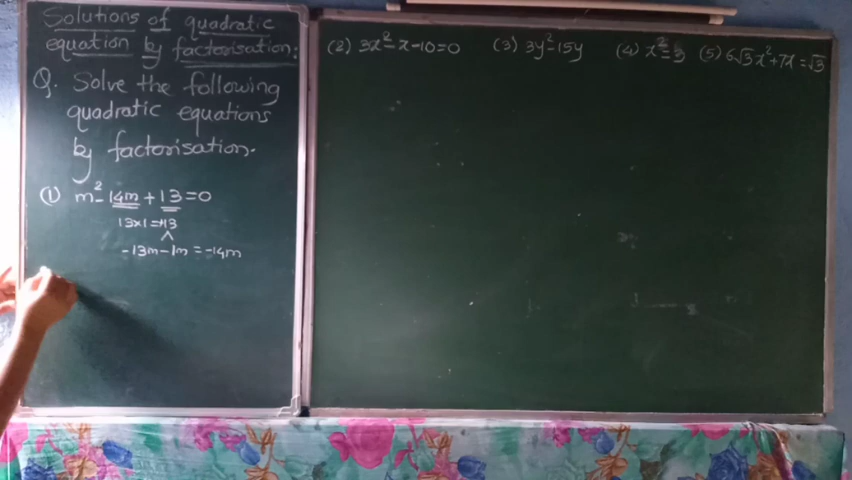 Solutions of quadratic
equation by factorisation:
Q. Solve the following
quadratic equations
by factorisation.
(1) m² - 14m + 13 = 0
13×1 = +13
-13m - 1m = -14m
(2) 3x² - x - 10 = 0 (3) 3y² = 15y (4) x² = 3 (5) 6√3x² + 7x = √3